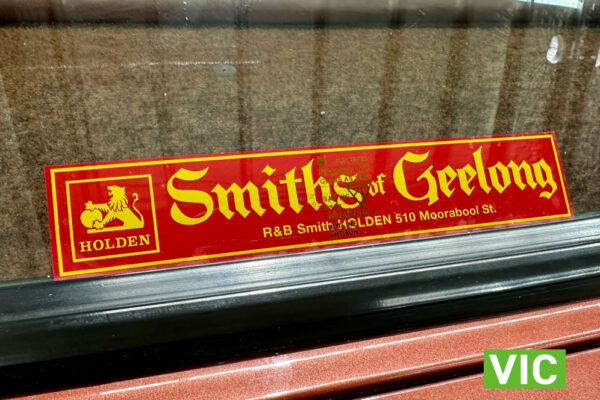 HOLDEN
Smiths of Geelong
R&B Smith HOLDEN 510 Moorabool St.
VIC